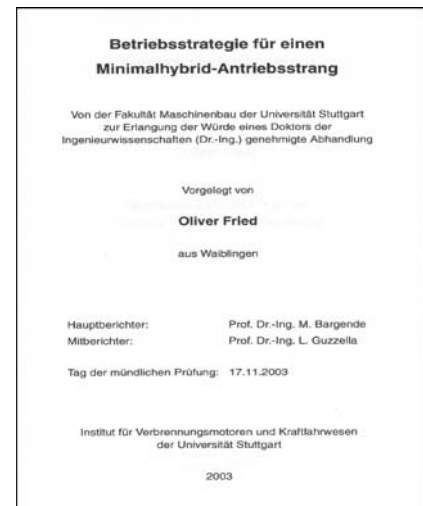 Betriebsstrategie für einen
Minimalhybrid-Antriebsstrang
Von der Fakultät Maschinenbau der Universität Stuttgart
zur Erlangung der Würde eines Doktors der
Ingenieurwissenschaften (Dr.-Ing.) genehmigte Abhandlung
Vorgelegt von
Oliver Fried
aus Waiblingen
Hauptberichter: Prof. Dr.-Ing. M. Bargende
Mitberichter: Prof. Dr.-Ing. L. Guzzella
Tag der mündlichen Prüfung: 17.11.2003
Institut für Verbrennungsmotoren und Kraftfahrwesen
der Universität Stuttgart
2003